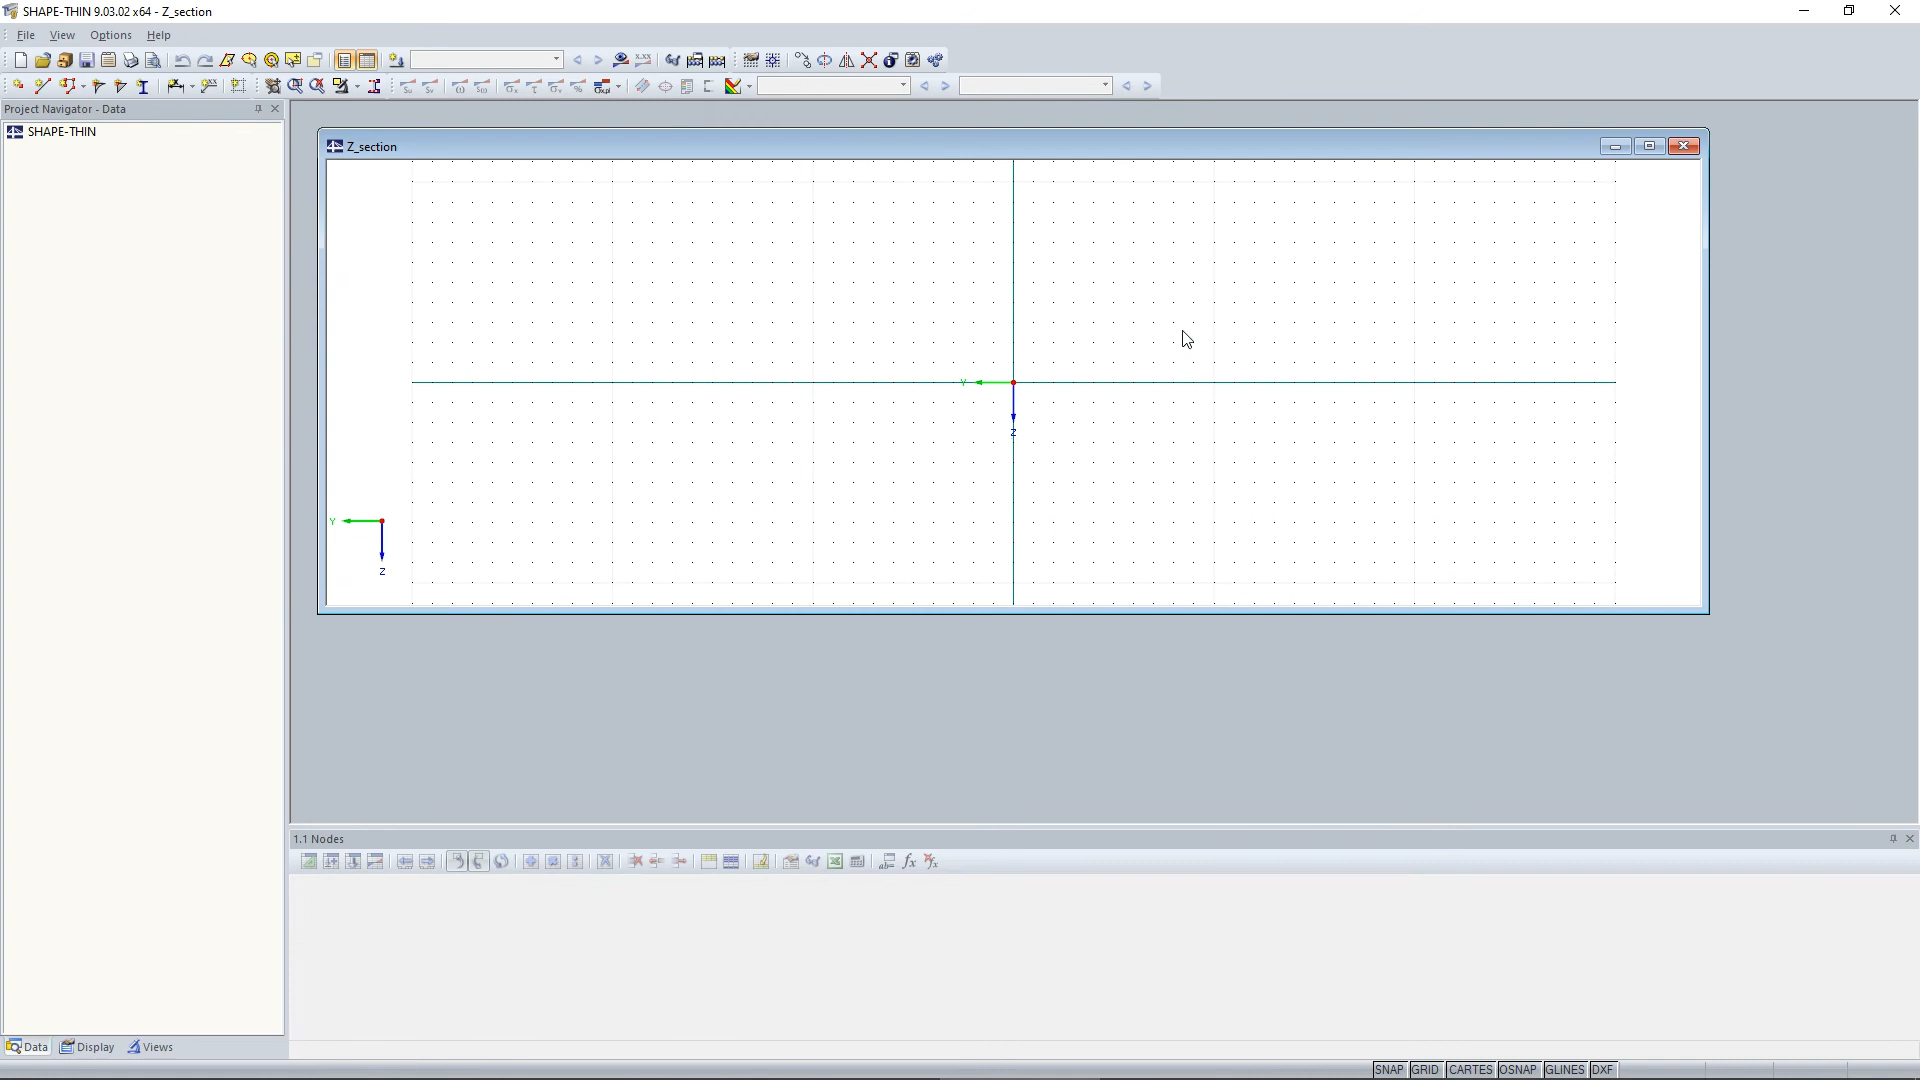 SHAPE-THIN 9.03.02 x64 - Z_section
File View Options Help
Project Navigator - Data
SHAPE-THIN
Z_section
Y
Z
Y
Z
1.1 Nodes
Data Display Views
SNAP GRID CARTES OSNAP GLINES DXF